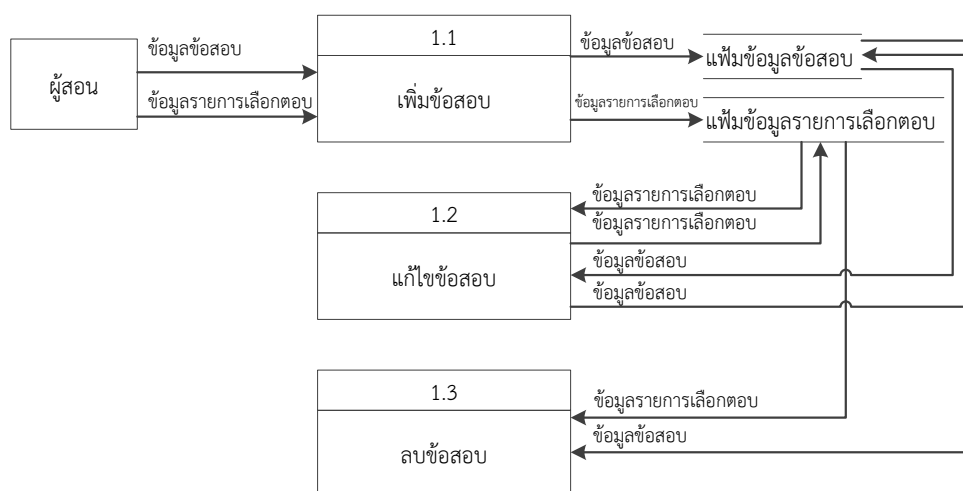 ผู้สอน
ข้อมูลข้อสอบ
ข้อมูลรายการเลือกตอบ
1.1
เพิ่มข้อสอบ
ข้อมูลข้อสอบ
ข้อมูลรายการเลือกตอบ
แฟ้มข้อมูลข้อสอบ
แฟ้มข้อมูลรายการเลือกตอบ
1.2
แก้ไขข้อสอบ
ข้อมูลรายการเลือกตอบ
ข้อมูลรายการเลือกตอบ
ข้อมูลข้อสอบ
ข้อมูลข้อสอบ
1.3
ลบข้อสอบ
ข้อมูลรายการเลือกตอบ
ข้อมูลข้อสอบ